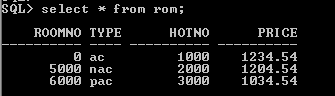 SQL> select * from rom;
ROOMNO TYPE HOTNO PRICE
---------- ---------- ---------- ----------
0 ac 1000 1234.54
5000 nac 2000 1204.54
6000 pac 3000 1034.54